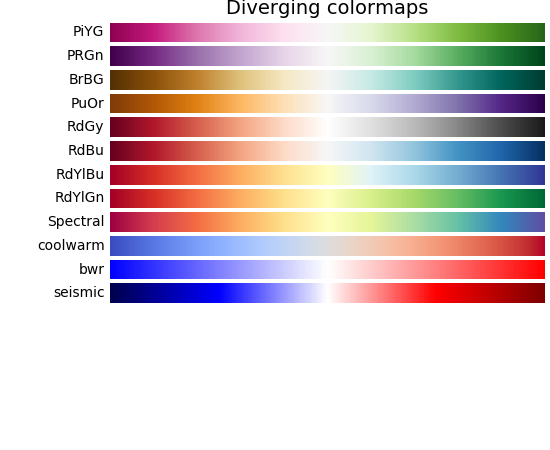 Diverging colormaps
PiYG
PRGn
BrBG
PuOr
RdGy
RdBu
RdYlBu
RdYlGn
Spectral
coolwarm
bwr
seismic